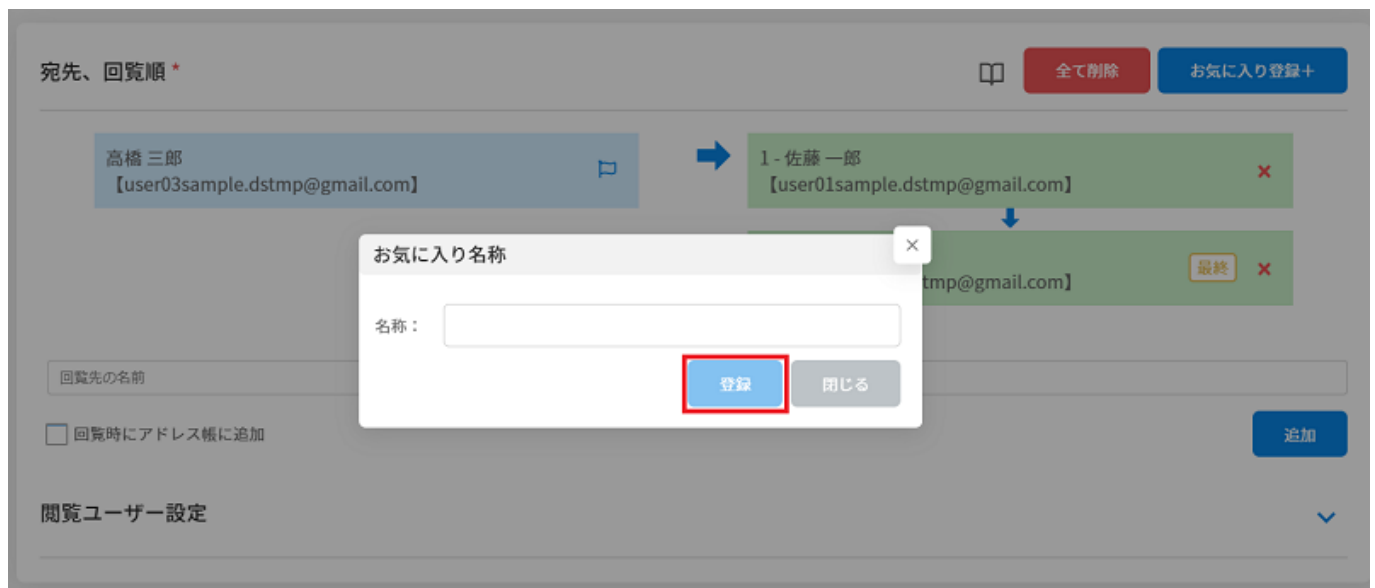 宛先、回覧順 *
全て削除
お気に入り登録＋
高橋 三郎
【user03sample.dstmp@gmail.com】
1 - 佐藤 一郎
【user01sample.dstmp@gmail.com】
最終
tmp@gmail.com】
お気に入り名称
名称：
登録
閉じる
回覧先の名前
回覧時にアドレス帳に追加
追加
閲覧ユーザー設定